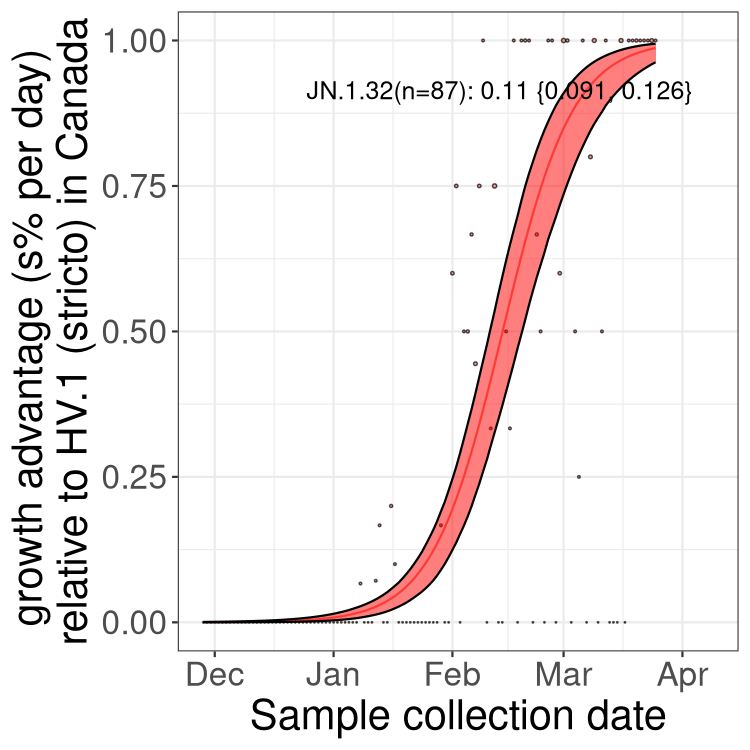 growth advantage (s% per day)
relative to HV.1 (stricto) in Canada
1.00
0.75
0.50
0.25
0.00
JN.1.32(n=87): 0.11 {0.091, 0.126}
Dec Jan Feb Mar Apr
Sample collection date